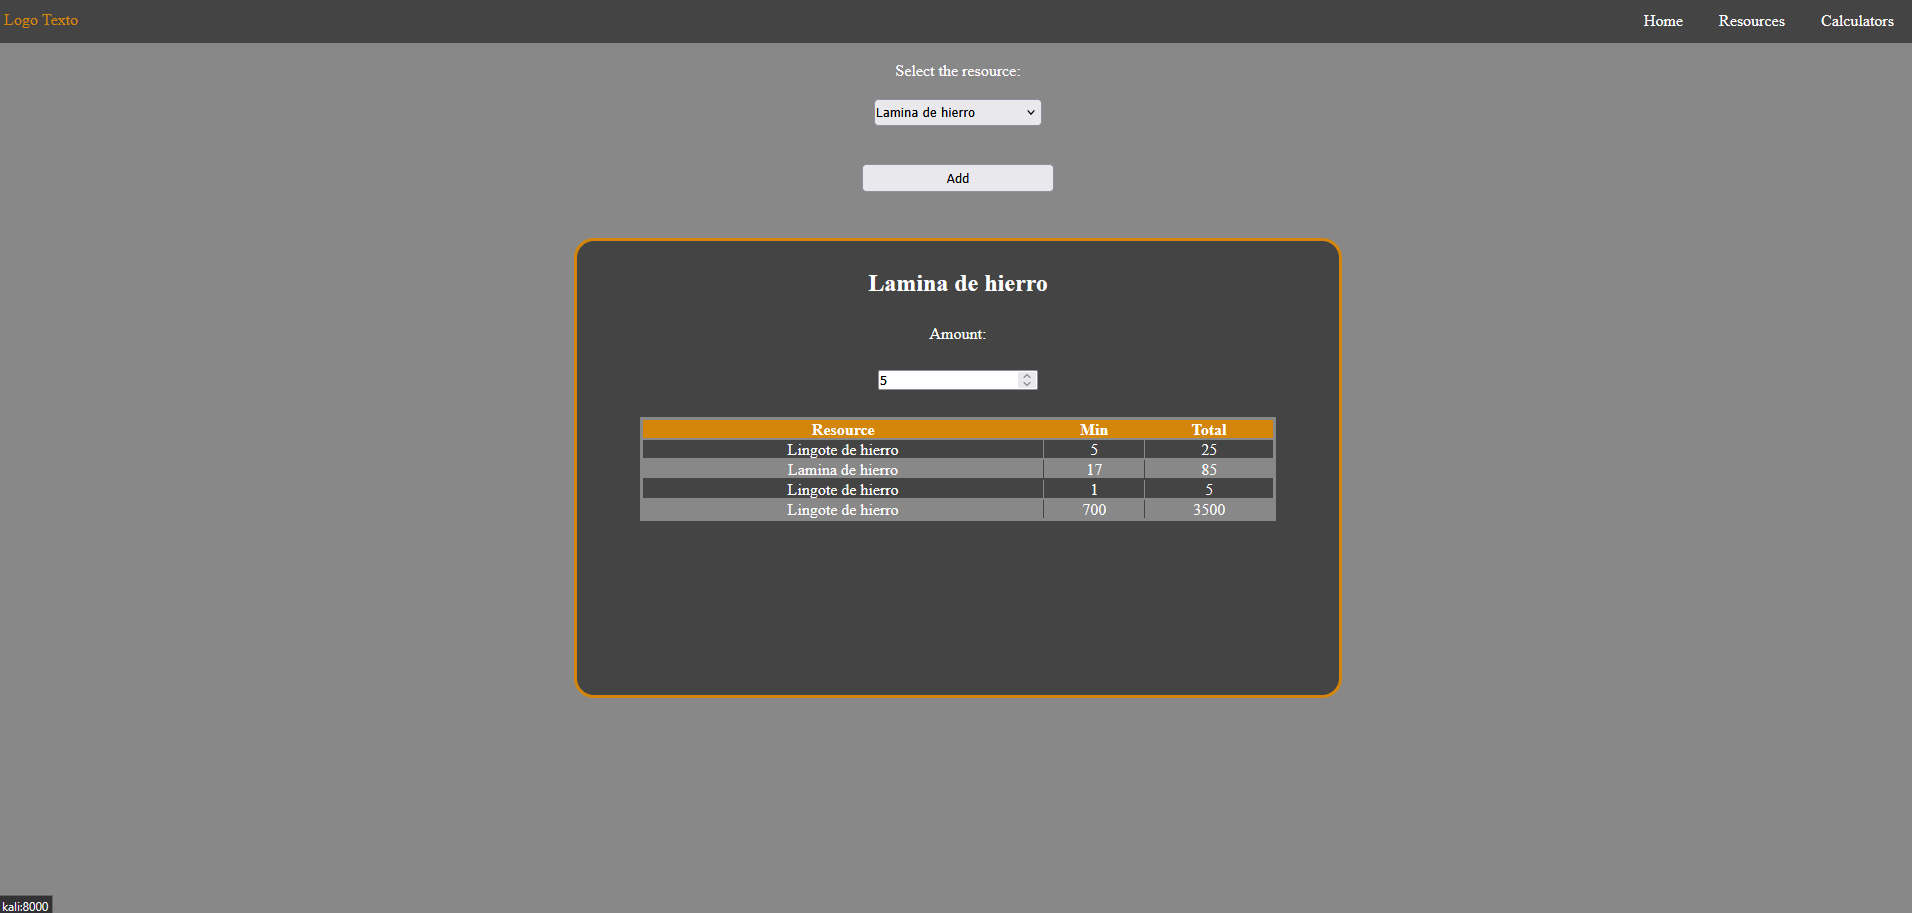 Logo Texto Home Resources Calculators
Select the resource:
Lamina de hierro
Add
Lamina de hierro
Amount:
5
Resource Min Total
Lingote de hierro 5 25
Lamina de hierro 17 85
Lingote de hierro 1 5
Lingote de hierro 700 3500
kali:8000